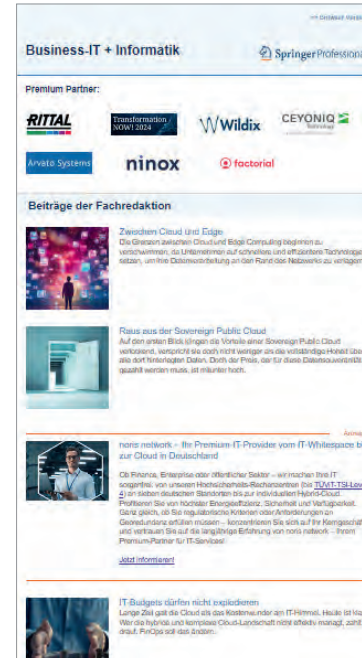 Business-IT + Informatik
Springer Professional
Premium Partner:
RITTAL
Transformation
NOW! 2024
Wildix
CEYONIQ
Technology
Arvato Systems
ninox
factorial
Beiträge der Fachredaktion
Zwischen Cloud und Edge
Die Grenzen zwischen Cloud und Edge Computing beginnen zu
verschwimmen, da Unternehmen auf schnellere und effizientere Technologie
setzen, um ihre Datenverarbeitung an den Rand des Netzwerks zu verlagern
Raus aus der Sovereign Public Cloud
Auf den ersten Blick klingen die Vorteile einer Sovereign Public Cloud
verlockend, verspricht sie doch nicht weniger als die vollständige Hoheit übe
alle dort hinterlegten Daten. Doch der Preis, der für diese Datensouveränität
gezahlt werden muss, ist mitunter hoch.
noris network – Ihr Premium-IT-Provider vom IT-Whitespace bi
zur Cloud in Deutschland
Ob Finance, Enterprise oder öffentlicher Sektor – wir machen Ihre IT
sorgenfrei: von unseren Hochsicherheits-Rechenzentren (bis TÜVIT-TSI-Lev
4) an sieben deutschen Standorten bis zur individuellen Hybrid-Cloud.
Profitieren Sie von höchster Energieeffizienz, Sicherheit und Verfügbarkeit.
Ganz gleich, ob Sie regulatorische Kriterien oder Anforderungen an
Georedundanz erfüllen müssen – konzentrieren Sie sich auf Ihr Kerngeschäf
und vertrauen Sie auf die langjährige Erfahrung von noris network – Ihrem
Premium-Partner für IT-Services!
Jetzt informieren!
IT-Budgets dürfen nicht explodieren
Lange Zeit galt die Cloud als das Kostenwunder am IT-Himmel. Heute ist klar
Wer die hybride und komplexe Cloud-Landschaft nicht effektiv managt, zahlt
drauf. FinOps soll das ändern.